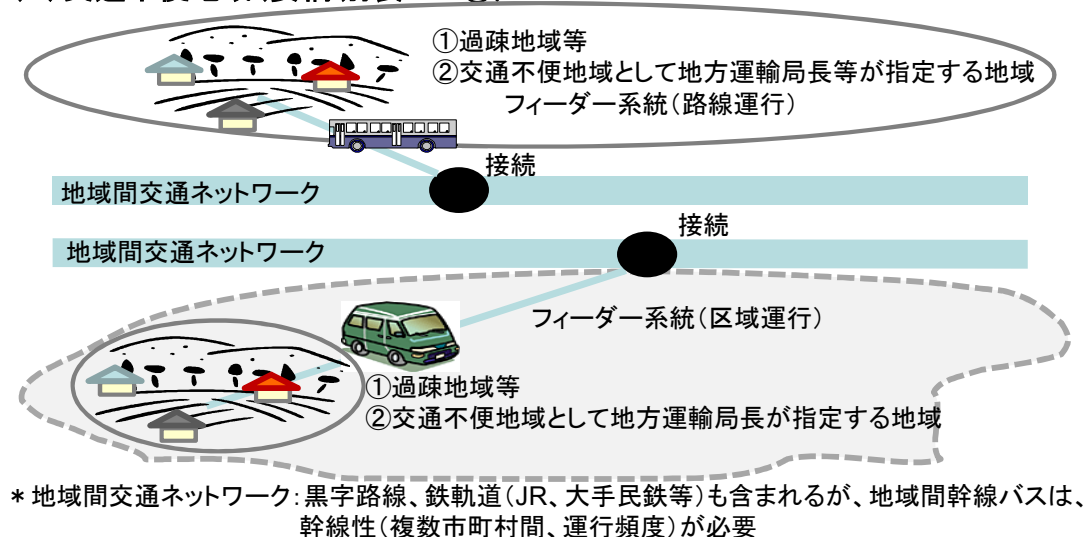 ①過疎地域等
②交通不便地域として地方運輸局長等が指定する地域
フィーダー系統(路線運行)
接続
地域間交通ネットワーク
接続
地域間交通ネットワーク
フィーダー系統(区域運行)
①過疎地域等
②交通不便地域として地方運輸局長が指定する地域
*地域間交通ネットワーク:黒字路線、鉄軌道(JR、大手民鉄等)も含まれるが、地域間幹線バスは、
幹線性(複数市町村間、運行頻度)が必要